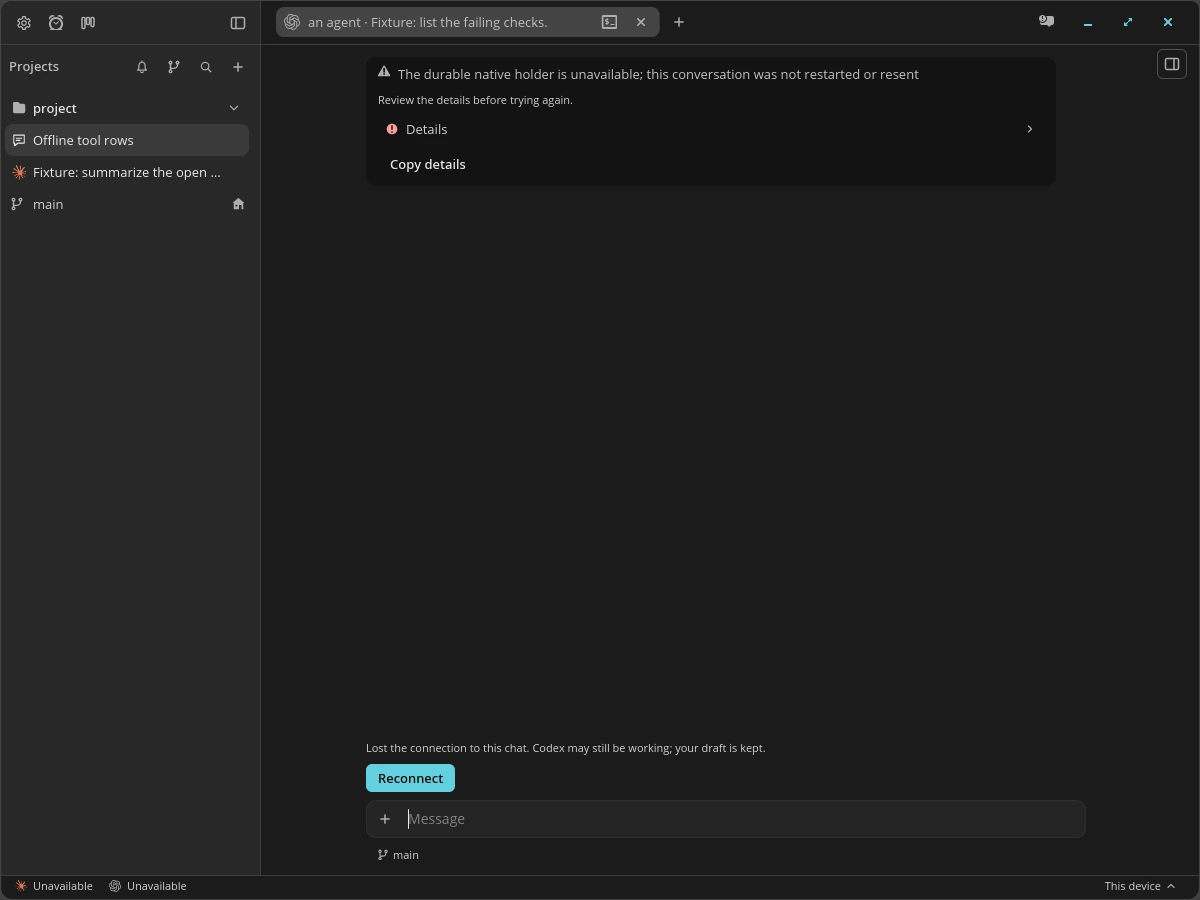 an agent · Fixture: list the failing checks.
Projects
project
Offline tool rows
Fixture: summarize the open ...
main
The durable native holder is unavailable; this conversation was not restarted or resent
Review the details before trying again.
Details
Copy details
Lost the connection to this chat. Codex may still be working; your draft is kept.
Reconnect
Message
main
Unavailable
Unavailable
This device